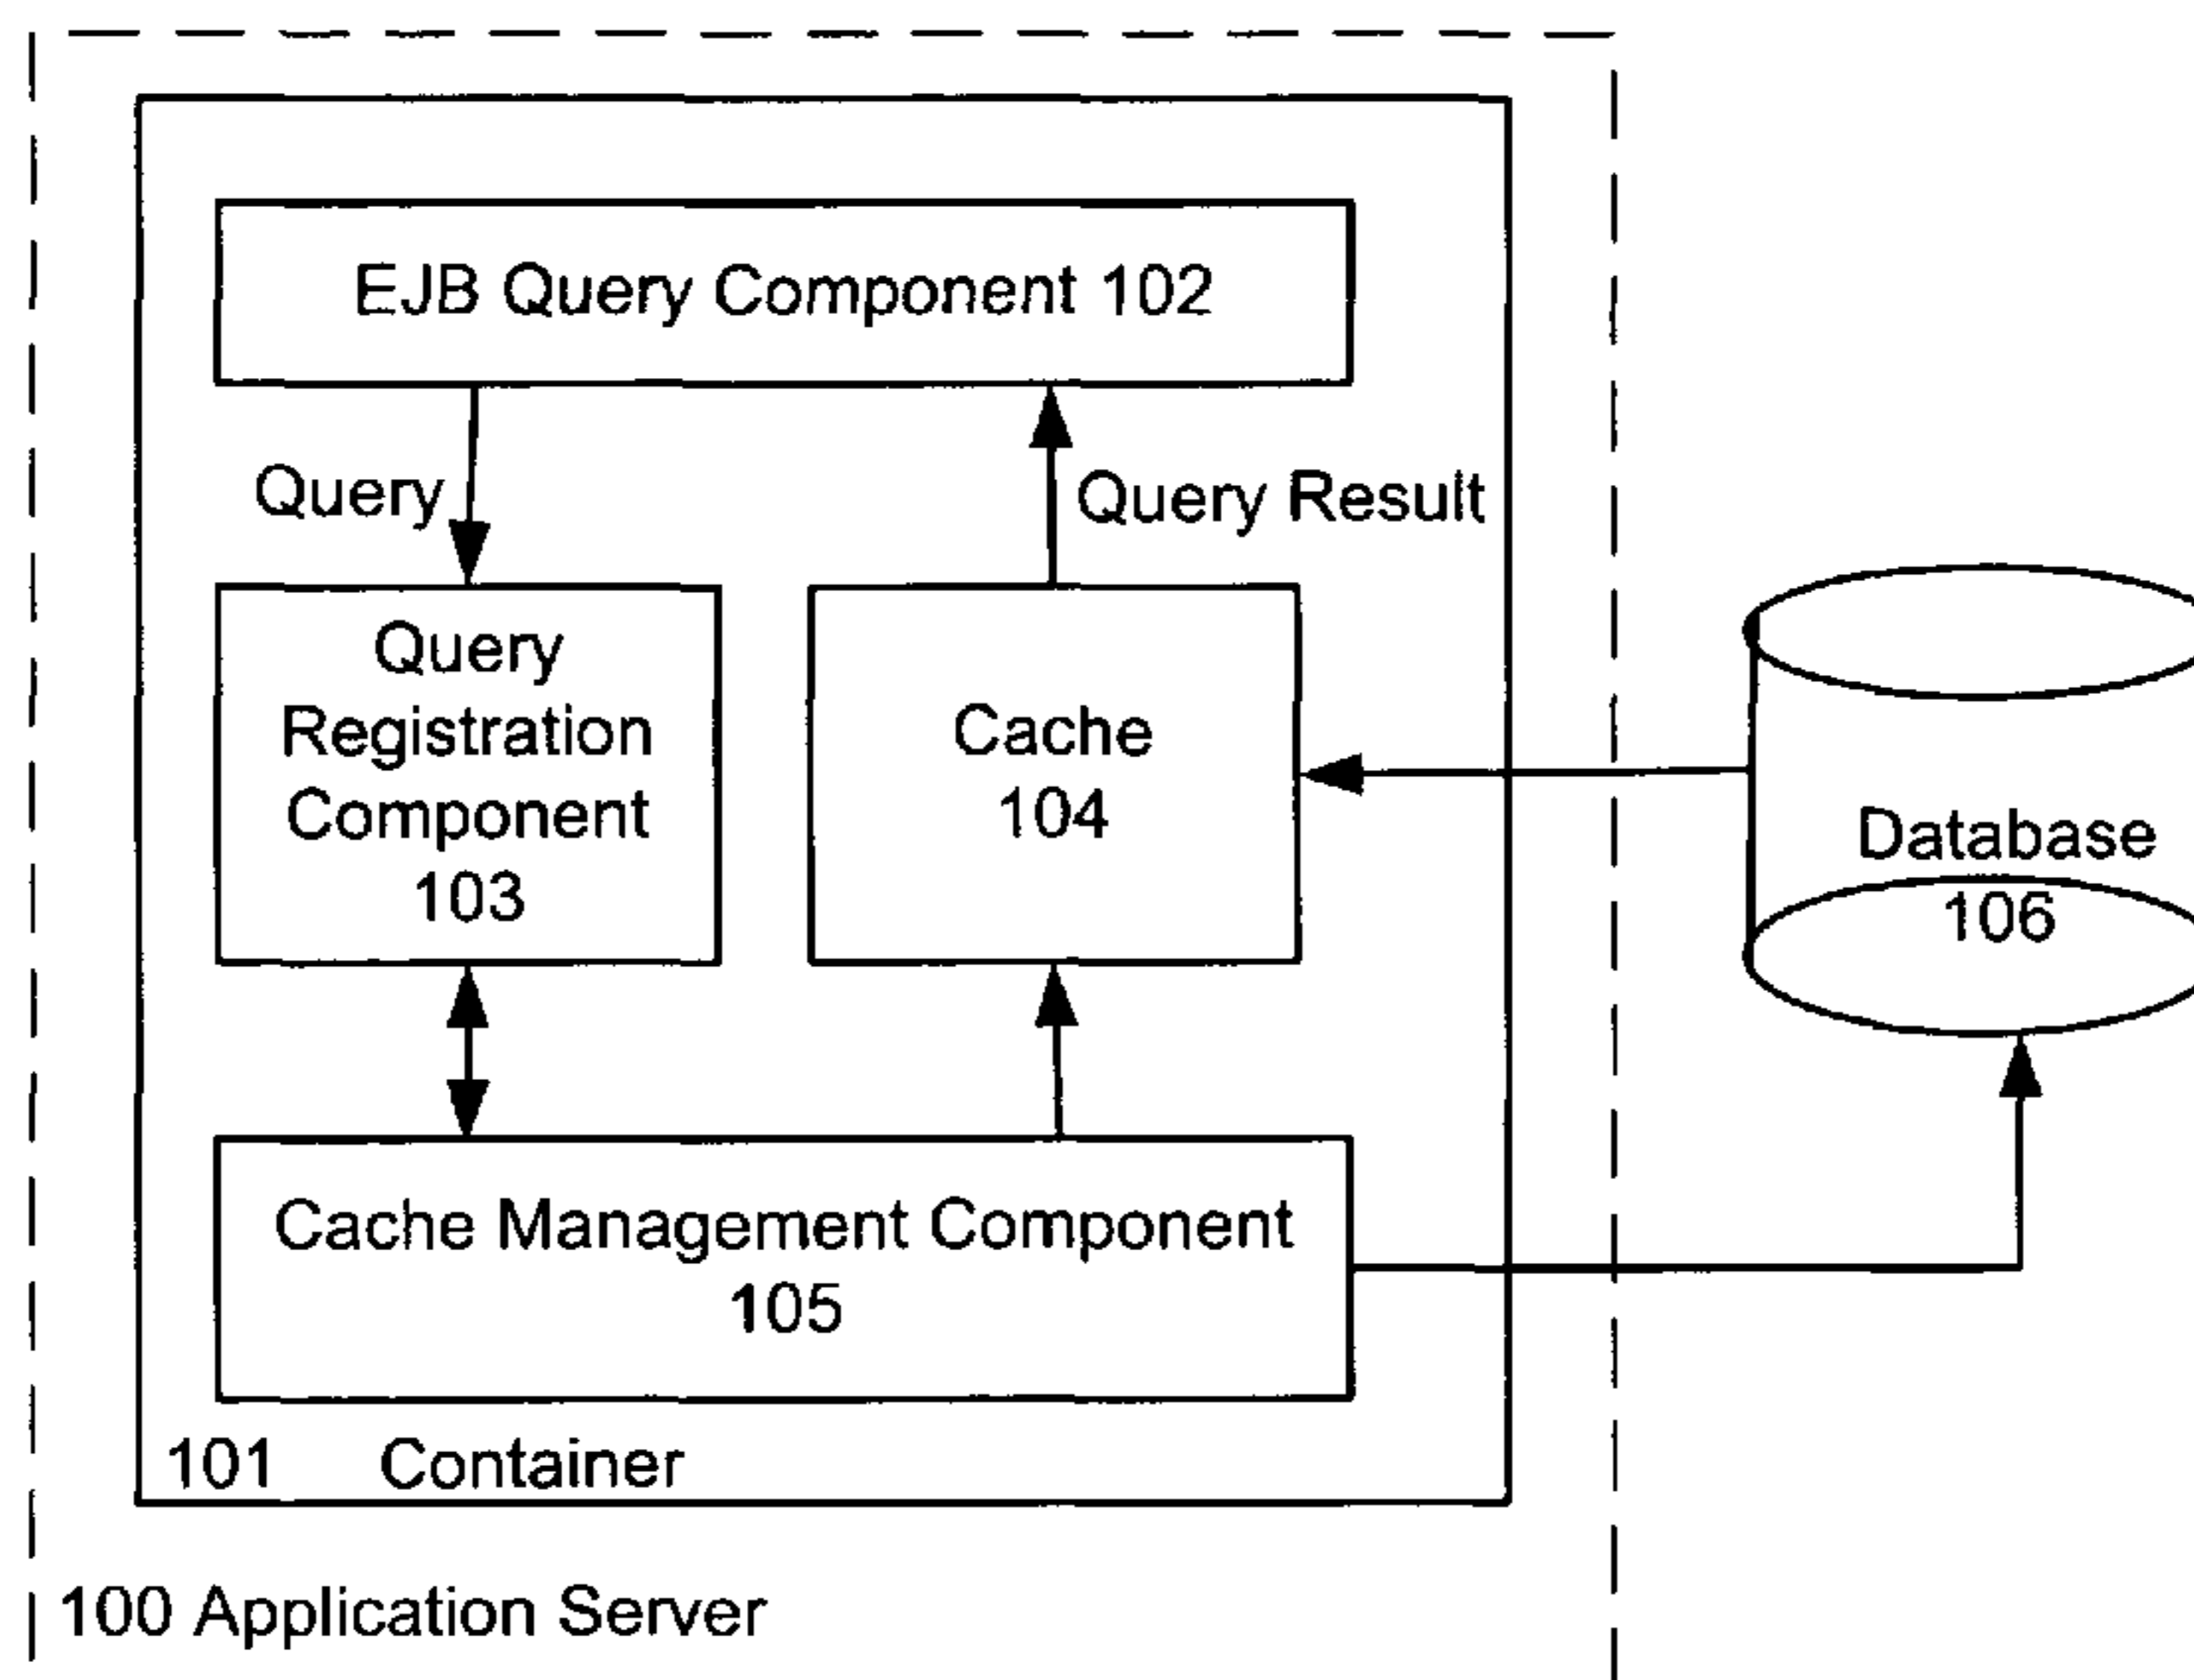 EJB Query Component 102
Query
Query Result
Query
Registration
Component
103
Cache
104
Database
106
Cache Management Component
105
101 Container
100 Application Server